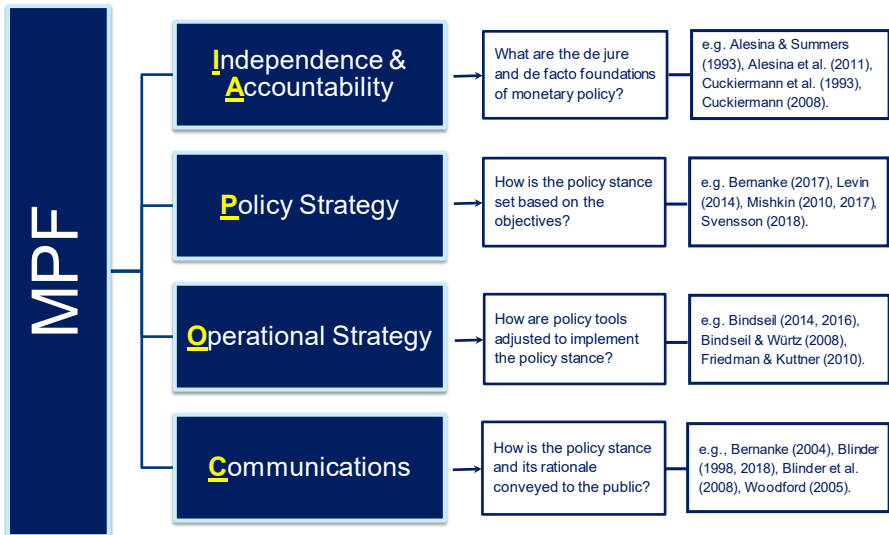 MPF
Independence &
Accountability
What are the de jure
and de facto foundations
of monetary policy?
e.g. Alesina & Summers
(1993), Alesina et al. (2011),
Cuckiermann et al. (1993),
Cuckiermann (2008).
Policy Strategy
How is the policy stance
set based on the
objectives?
e.g. Bernanke (2017), Levin
(2014), Mishkin (2010, 2017),
Svensson (2018).
Operational Strategy
How are policy tools
adjusted to implement
the policy stance?
e.g. Bindseil (2014, 2016),
Bindseil & Würtz (2008),
Friedman & Kuttner (2010).
Communications
How is the policy stance
and its rationale
conveyed to the public?
e.g., Bernanke (2004), Blinder
(1998, 2018), Blinder et al.
(2008), Woodford (2005).